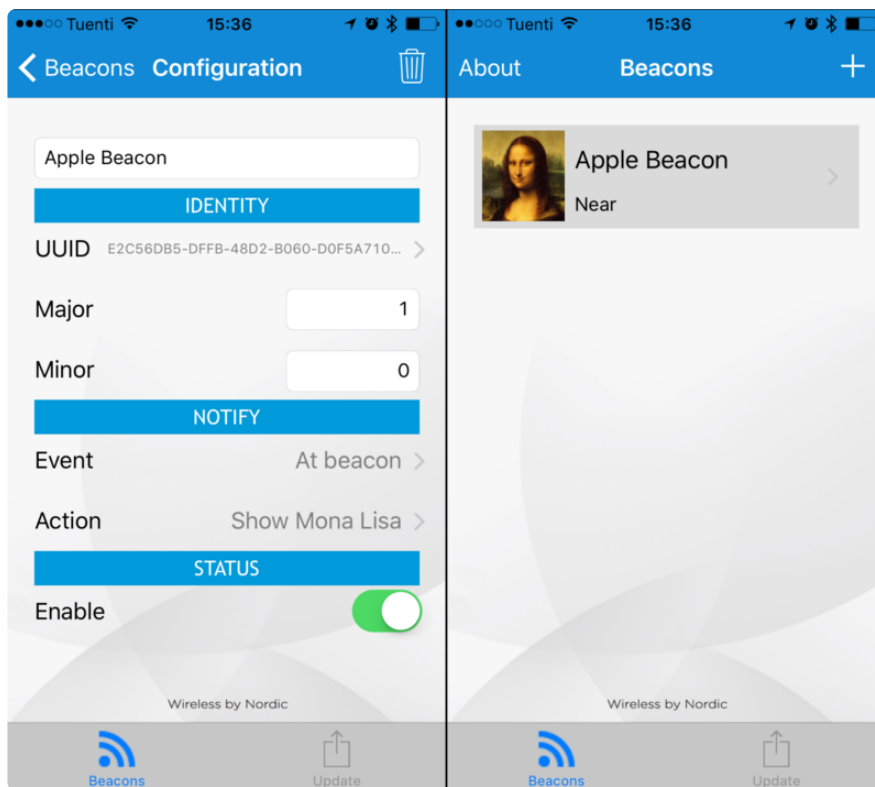 Tuenti 15:36
Beacons Configuration
Apple Beacon
IDENTITY
UUID E2C56DB5-DFFB-48D2-B060-D0F5A710...
Major 1
Minor 0
NOTIFY
Event At beacon
Action Show Mona Lisa
STATUS
Enable
Wireless by Nordic
Beacons Update
Tuenti 15:36
About Beacons +
Apple Beacon
Near
Wireless by Nordic
Beacons Update